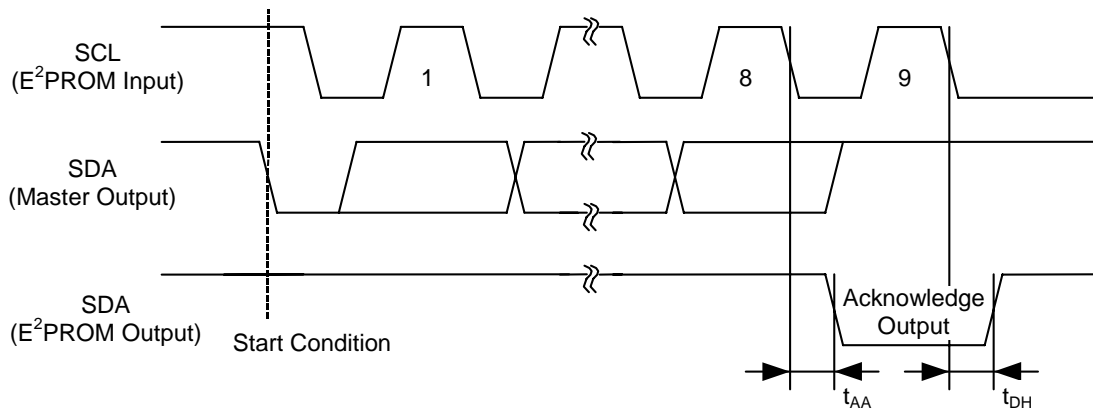 SCL
(E²PROM Input)
1
8
9
SDA
(Master Output)
SDA
(E²PROM Output)
Start Condition
Acknowledge
Output
tAA
tDH